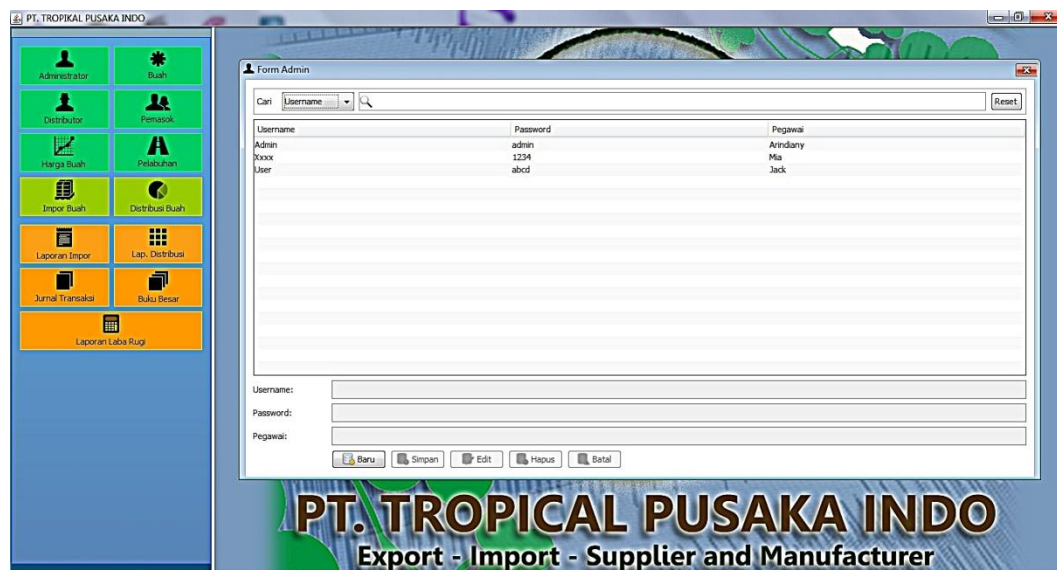 PT. TROPIKAL PUSAKA INDO
Administrator
Buah
Distributor
Pemasok
Harga Buah
Pelabuhan
Impor Buah
Distribusi Buah
Laporan Impor
Lap. Distribusi
Jurnal Transaksi
Buku Besar
Laporan Laba Rugi
Form Admin
Cari Username Reset
Username Password Pegawai
Admin admin Arindiany
Xxxx 1234 Mia
User abcd Jack
Username:
Password:
Pegawai:
Baru Simpan Edit Hapus Batal
PT. TROPICAL PUSAKA INDO
Export - Import - Supplier and Manufacturer